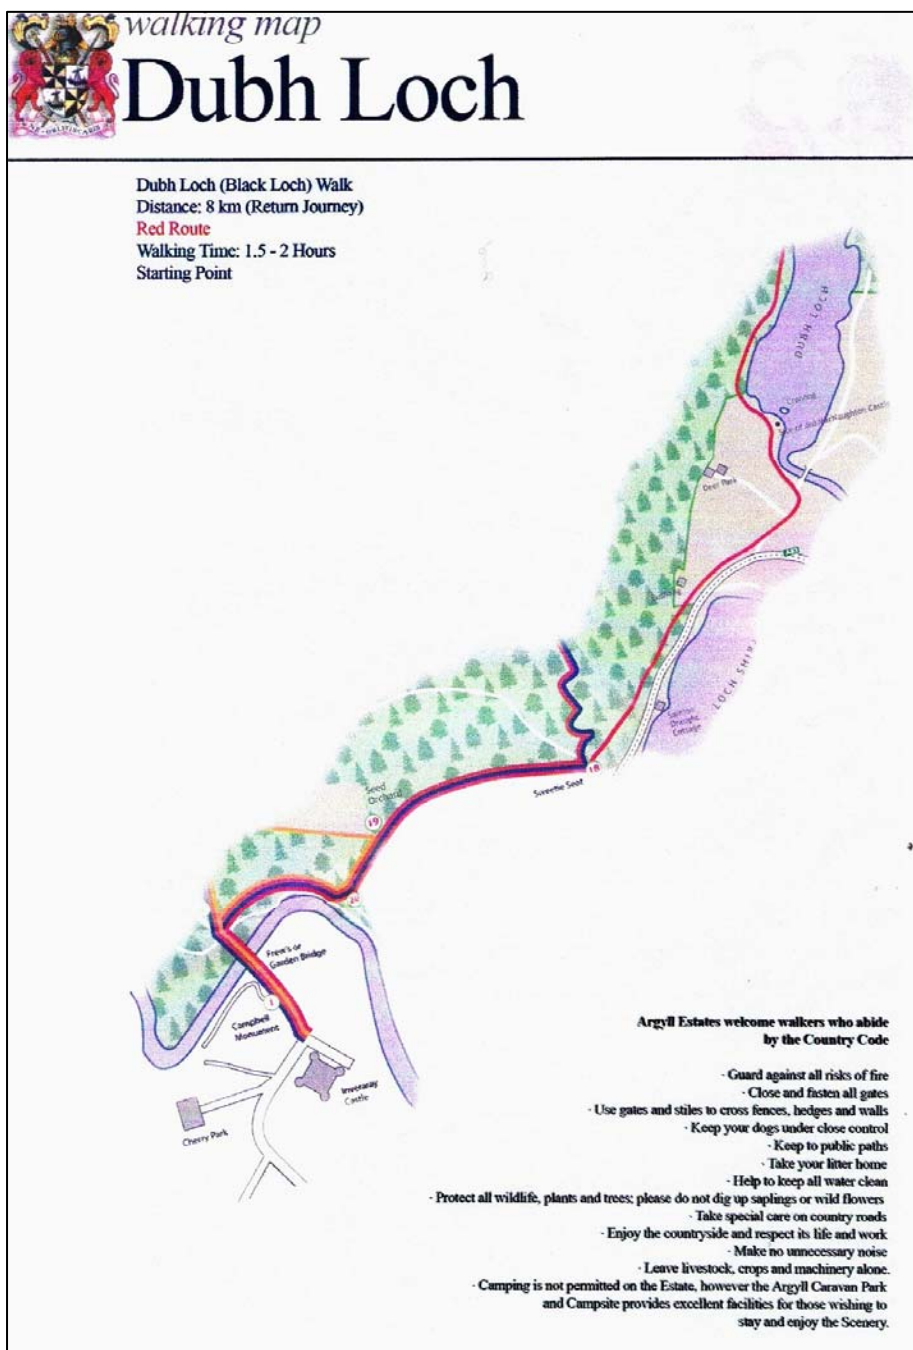 walking map
Dubh Loch
Dubh Loch (Black Loch) Walk
Distance: 8 km (Return Journey)
Red Route
Walking Time: 1.5 - 2 Hours
Starting Point
DUBH LOCH
Crannog
Site of
Castle
Deer Park
A83
LOCH SHIRA
Salmon
Draught
Cottage
18
Sweetie Seat
Seed
Orchard
19
20
Frew's or
Garden Bridge
1
Campbell
Monument
Inveraray
Castle
Cherry Park
Argyll Estates welcome walkers who abide
by the Country Code
· Guard against all risks of fire
· Close and fasten all gates
· Use gates and stiles to cross fences, hedges and walls
· Keep your dogs under close control
· Keep to public paths
· Take your litter home
· Help to keep all water clean
· Protect all wildlife, plants and trees; please do not dig up saplings or wild flowers
· Take special care on country roads
· Enjoy the countryside and respect its life and work
· Make no unnecessary noise
· Leave livestock, crops and machinery alone.
· Camping is not permitted on the Estate, however the Argyll Caravan Park
and Campsite provides excellent facilities for those wishing to
stay and enjoy the Scenery.